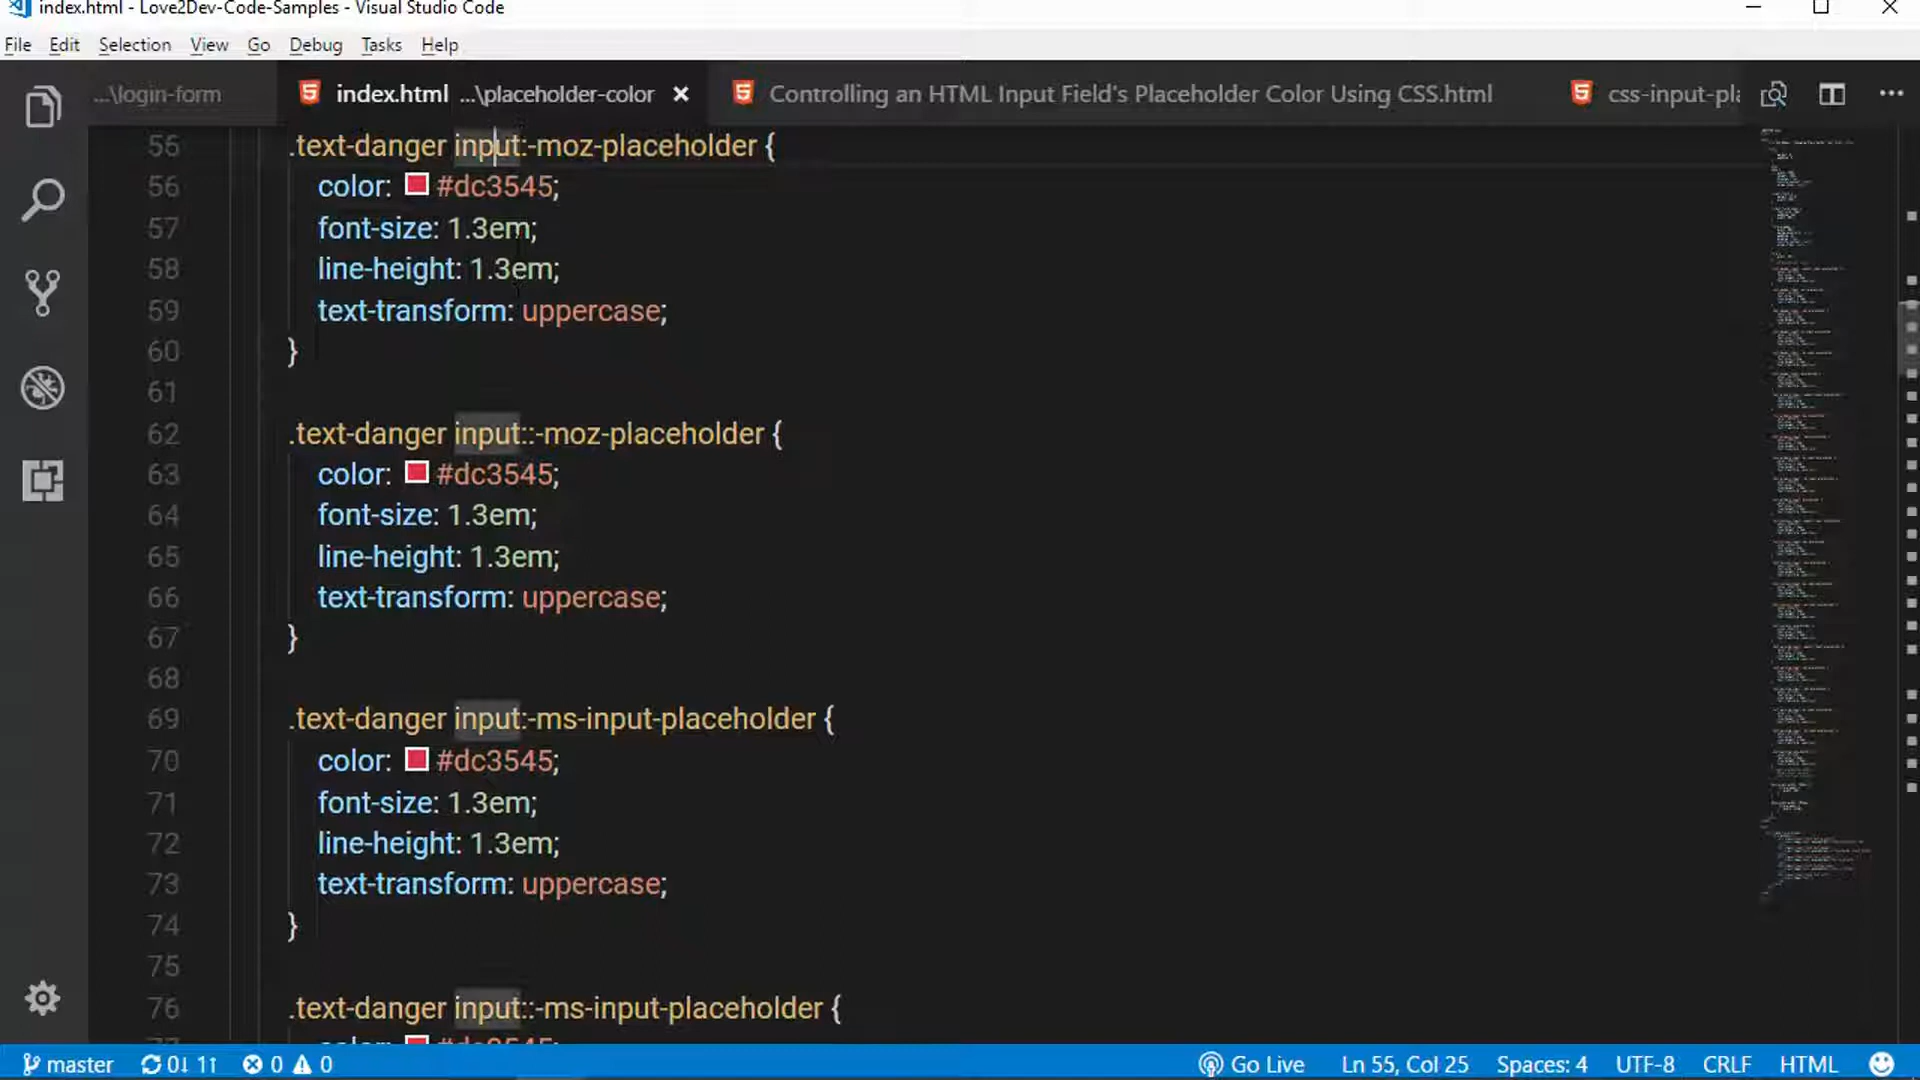 index.html - Love2Dev-Code-Samples - Visual Studio Code
File Edit Selection View Go Debug Tasks Help
...\login-form index.html ...\placeholder-color Controlling an HTML Input Field's Placeholder Color Using CSS.html css-input-pla
55 .text-danger input:-moz-placeholder {
56 color: #dc3545;
57 font-size: 1.3em;
58 line-height: 1.3em;
59 text-transform: uppercase;
60 }
61
62 .text-danger input::-moz-placeholder {
63 color: #dc3545;
64 font-size: 1.3em;
65 line-height: 1.3em;
66 text-transform: uppercase;
67 }
68
69 .text-danger input:-ms-input-placeholder {
70 color: #dc3545;
71 font-size: 1.3em;
72 line-height: 1.3em;
73 text-transform: uppercase;
74 }
75
76 .text-danger input::-ms-input-placeholder {
color: #dc3545;
master 0↓ 1↑ 0 0 Go Live Ln 55, Col 25 Spaces: 4 UTF-8 CRLF HTML